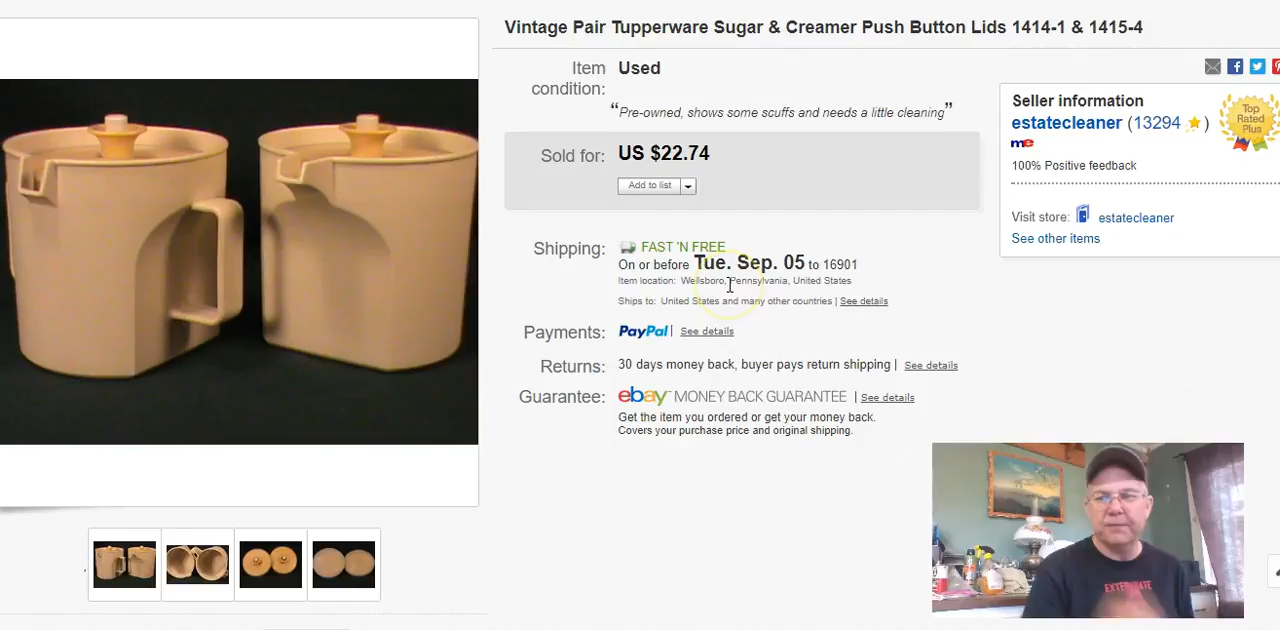 Vintage Pair Tupperware Sugar & Creamer Push Button Lids 1414-1 & 1415-4
Item condition: Used
“Pre-owned, shows some scuffs and needs a little cleaning”
Sold for: US $22.74
Add to list
Shipping: FAST 'N FREE
On or before Tue. Sep. 05 to 16901
Item location: Wellsboro, Pennsylvania, United States
Ships to: United States and many other countries | See details
Payments: PayPal | See details
Returns: 30 days money back, buyer pays return shipping | See details
Guarantee: ebay MONEY BACK GUARANTEE | See details
Get the item you ordered or get your money back.
Covers your purchase price and original shipping.
Seller information
estatecleaner (13294 )
me
100% Positive feedback
Top
Rated
Plus
Visit store: estatecleaner
See other items
EXTERMINATE